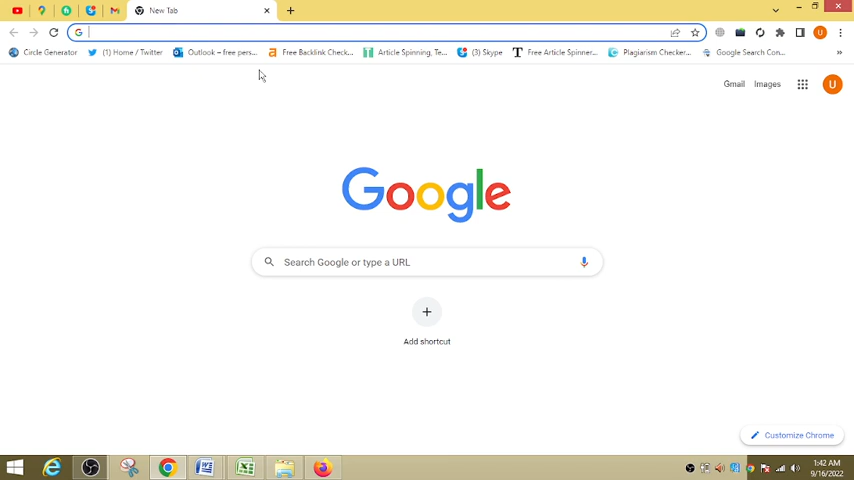 New Tab
Circle Generator
(1) Home / Twitter
Outlook – free pers...
Free Backlink Check...
Article Spinning, Te...
(3) Skype
Free Article Spinner...
Plagiarism Checker...
Google Search Con...
»
Gmail
Images
U
U
Google
Search Google or type a URL
Add shortcut
Customize Chrome
1:42 AM
9/16/2022